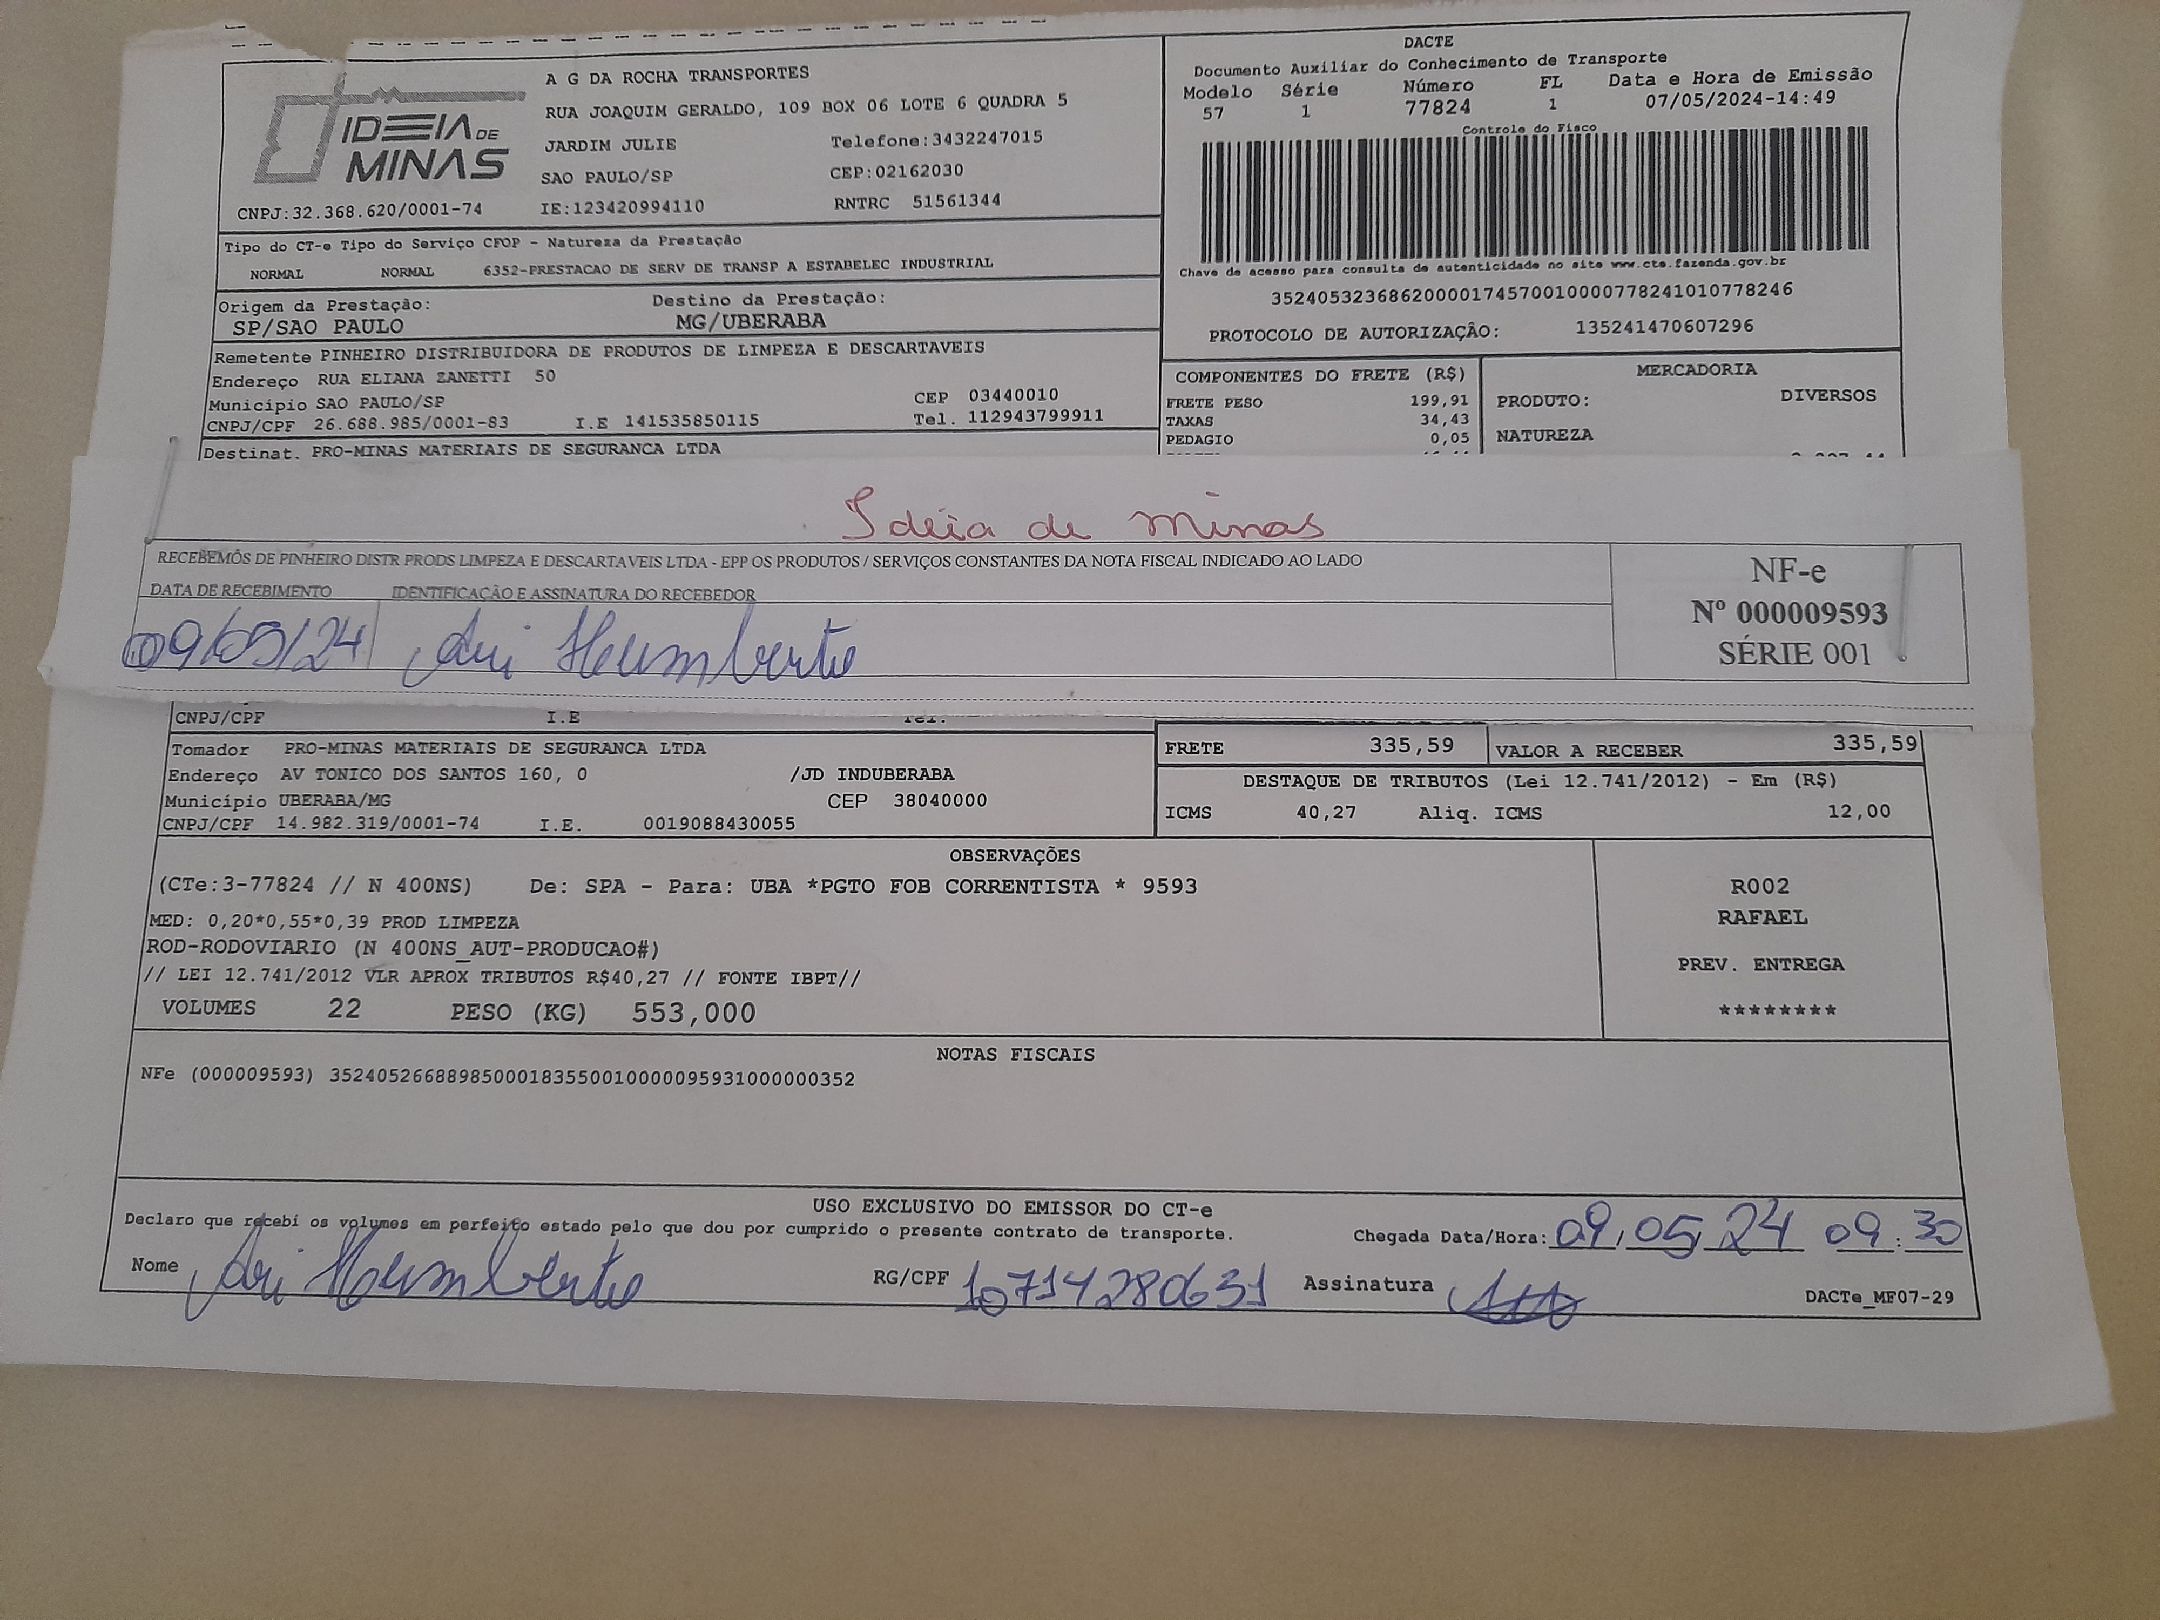 IDEIA DE
MINAS
CNPJ:32.368.620/0001-74
A G DA ROCHA TRANSPORTES
RUA JOAQUIM GERALDO, 109 BOX 06 LOTE 6 QUADRA 5
JARDIM JULIE Telefone:3432247015
SAO PAULO/SP CEP:02162030
IE:123420994110 RNTRC 51561344
DACTE
Documento Auxiliar do Conhecimento de Transporte
Modelo Série Número FL Data e Hora de Emissão
57 1 77824 1 07/05/2024-14:49
Controle do Fisco
Chave de acesso para consulta de autenticidade no site www.cte.fazenda.gov.br
35240532368620000174570010000778241010778246
PROTOCOLO DE AUTORIZAÇÃO: 135241470607296
Tipo do CT-e Tipo do Serviço CFOP - Natureza da Prestação
NORMAL NORMAL 6352-PRESTACAO DE SERV DE TRANSP A ESTABELEC INDUSTRIAL
Origem da Prestação: Destino da Prestação:
SP/SAO PAULO MG/UBERABA
Remetente PINHEIRO DISTRIBUIDORA DE PRODUTOS DE LIMPEZA E DESCARTAVEIS
Endereço RUA ELIANA ZANETTI 50
Município SAO PAULO/SP CEP 03440010
CNPJ/CPF 26.688.985/0001-83 I.E 141535850115 Tel. 112943799911
Destinat. PRO-MINAS MATERIAIS DE SEGURANCA LTDA
COMPONENTES DO FRETE (R$)
FRETE PESO 199,91
TAXAS 34,43
PEDAGIO 0,05
MERCADORIA
PRODUTO: DIVERSOS
NATUREZA
Ideia de Minas
RECEBEMOS DE PINHEIRO DISTR PRODS LIMPEZA E DESCARTAVEIS LTDA - EPP OS PRODUTOS / SERVIÇOS CONSTANTES DA NOTA FISCAL INDICADO AO LADO
DATA DE RECEBIMENTO IDENTIFICAÇÃO E ASSINATURA DO RECEBEDOR
09/05/24 Ari Humberto
NF-e
Nº 000009593
SÉRIE 001
CNPJ/CPF I.E Tel.
Tomador PRO-MINAS MATERIAIS DE SEGURANCA LTDA
Endereço AV TONICO DOS SANTOS 160, 0 /JD INDUBERABA
Município UBERABA/MG CEP 38040000
CNPJ/CPF 14.982.319/0001-74 I.E. 0019088430055
FRETE 335,59 VALOR A RECEBER 335,59
DESTAQUE DE TRIBUTOS (Lei 12.741/2012) - Em (R$)
ICMS 40,27 Aliq. ICMS 12,00
OBSERVAÇÕES
(CTe:3-77824 // N 400NS) De: SPA - Para: UBA *PGTO FOB CORRENTISTA * 9593
MED: 0,20*0,55*0,39 PROD LIMPEZA
ROD-RODOVIARIO (N 400NS_AUT-PRODUCAO#)
// LEI 12.741/2012 VLR APROX TRIBUTOS R$40,27 // FONTE IBPT//
VOLUMES 22 PESO (KG) 553,000
R002
RAFAEL
PREV. ENTREGA
********
NOTAS FISCAIS
NFe (000009593) 35240526688985000183550010000095931000000352
USO EXCLUSIVO DO EMISSOR DO CT-e
Declaro que recebi os volumes em perfeito estado pelo que dou por cumprido o presente contrato de transporte.
Chegada Data/Hora: 09,05,24 09:30
Nome Ari Humberto RG/CPF 10714280631 Assinatura
DACTe_MF07-29